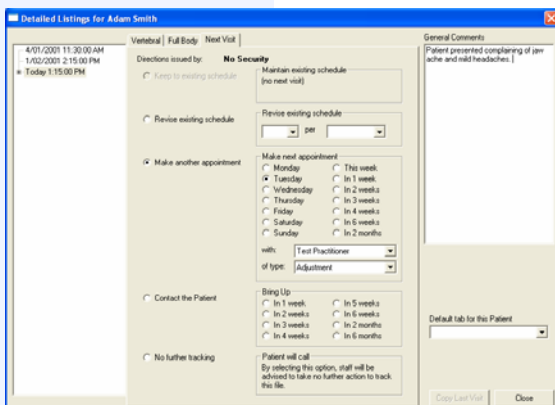 Detailed Listings for Adam Smith
4/01/2001 11:30:00 AM
1/02/2001 2:15:00 PM
Today 1:15:00 PM
Vertebral Full Body Next Visit
Directions issued by: No Security
Keep to existing schedule
Maintain existing schedule
(no next visit)
Revise existing schedule
Revise existing schedule
per
Make another appointment
Make next appointment
Monday This week
Tuesday In 1 week
Wednesday In 2 weeks
Thursday In 3 weeks
Friday In 4 weeks
Saturday In 6 weeks
Sunday In 2 months
with: Test Practitioner
of type: Adjustment
Contact the Patient
Bring Up
In 1 week In 5 weeks
In 2 weeks In 6 weeks
In 3 weeks In 2 months
In 4 weeks In 6 months
No further tracking
Patient will call
By selecting this option, staff will be
advised to take no further action to track
this file.
General Comments
Patient presented complaining of jaw
ache and mild headaches.
Default tab for this Patient
Copy Last Visit Close